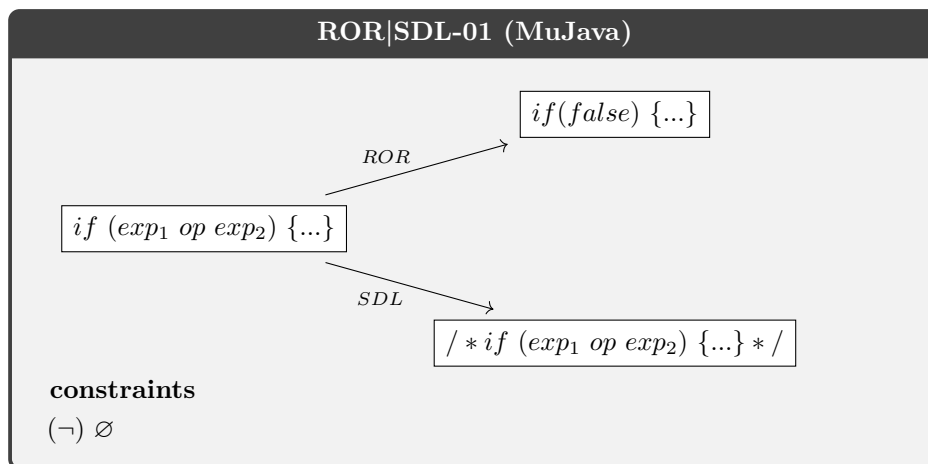 ROR|SDL-01 (MuJava)
if(false) {...}
ROR
if (exp₁ op exp₂) {...}
SDL
/ * if (exp₁ op exp₂) {...} * /
constraints
(¬) ∅